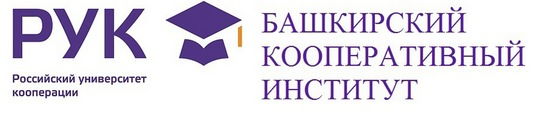 РУК
Российский университет
кооперации
БАШКИРСКИЙ
КООПЕРАТИВНЫЙ
ИНСТИТУТ